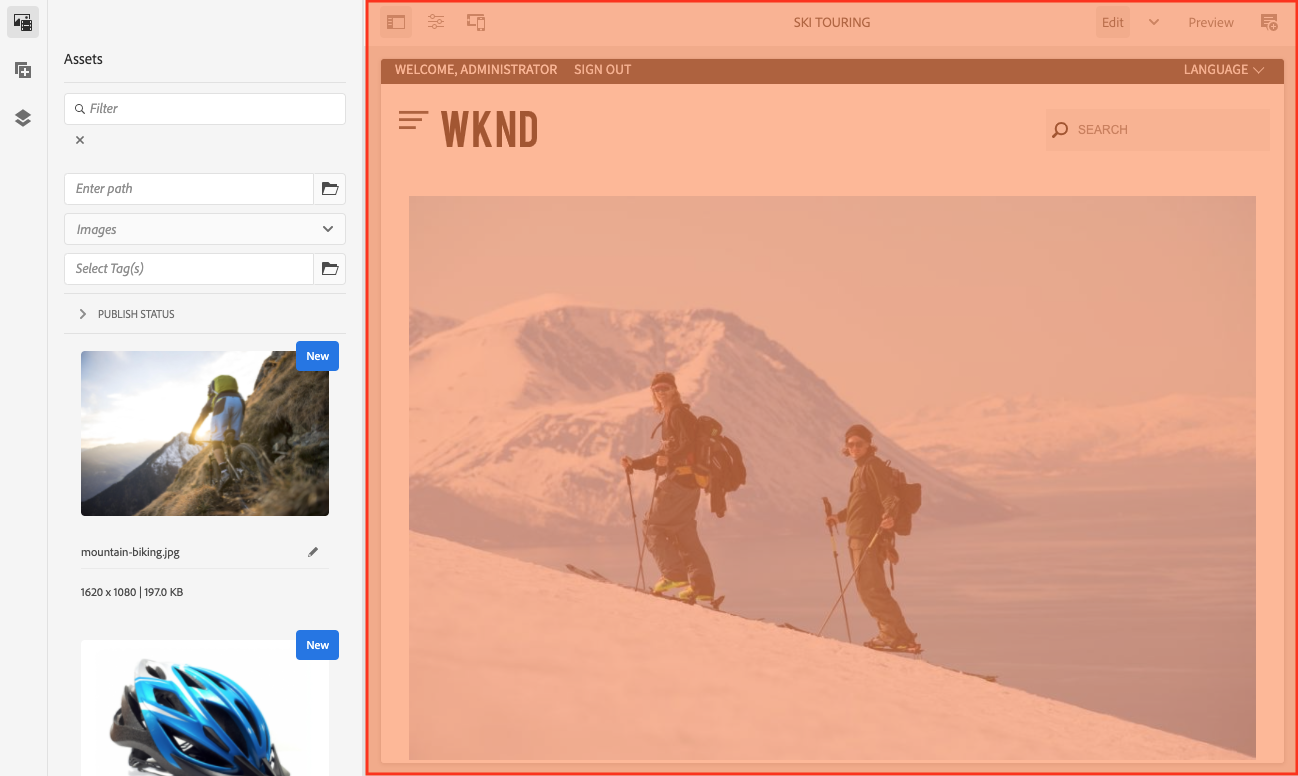 Assets
Filter
Enter path
Images
Select Tag(s)
PUBLISH STATUS
New
mountain-biking.jpg
1620 x 1080 | 197.0 KB
New
SKI TOURING
Edit
Preview
WELCOME, ADMINISTRATOR SIGN OUT
LANGUAGE
WKND
SEARCH